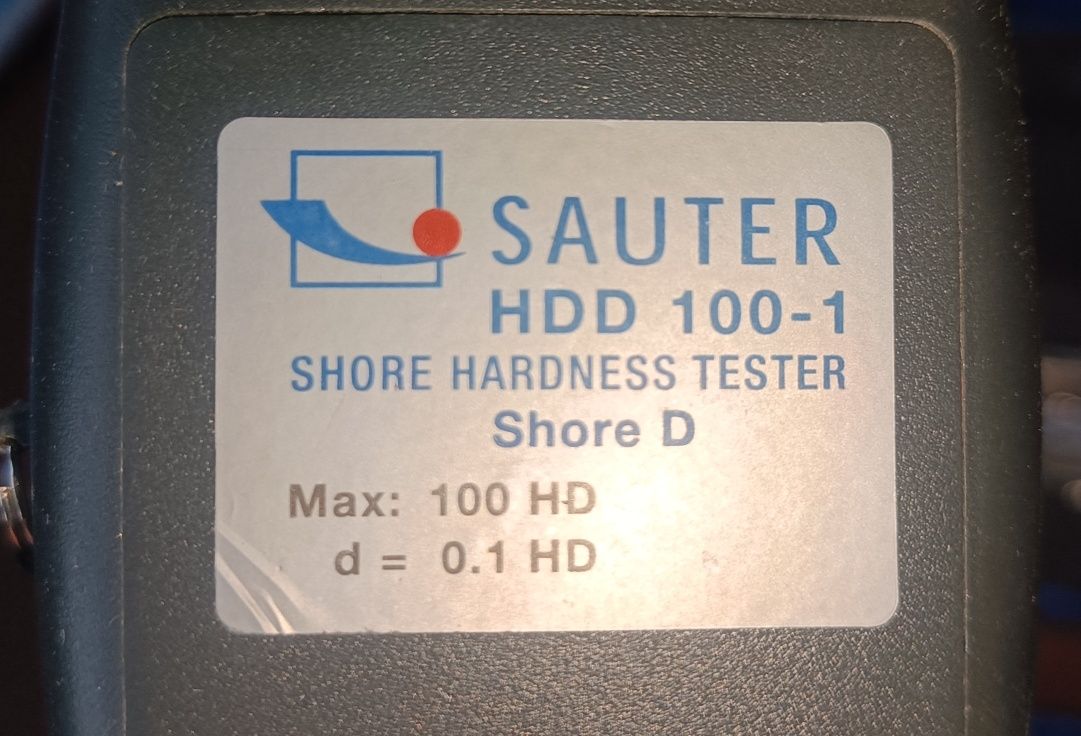 SAUTER
HDD 100-1
SHORE HARDNESS TESTER
Shore D
Max: 100 HD
d = 0.1 HD